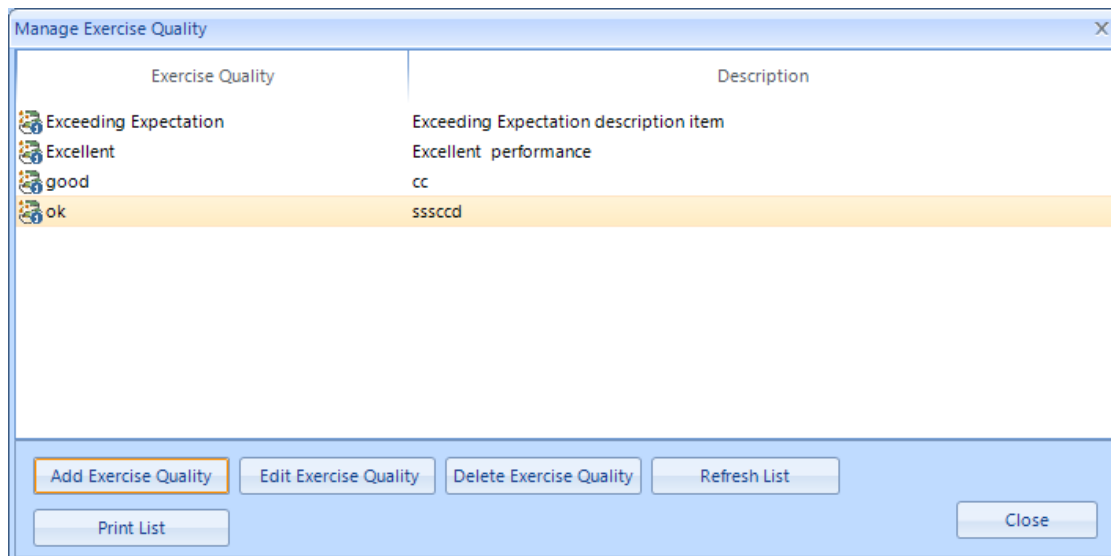 Manage Exercise Quality
Exercise Quality Description
Exceeding Expectation Exceeding Expectation description item
Excellent Excellent  performance
good cc
ok sssccd
Add Exercise Quality Edit Exercise Quality Delete Exercise Quality Refresh List
Print List Close